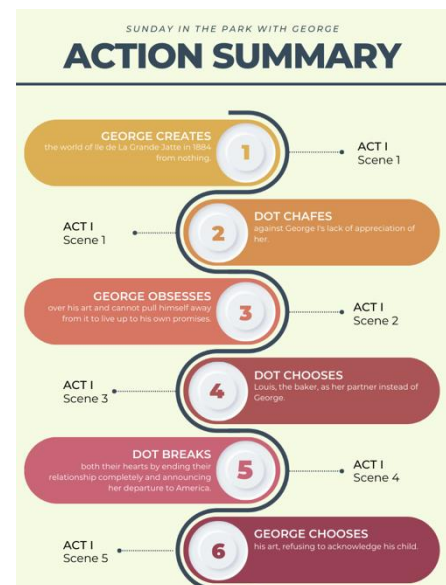 SUNDAY IN THE PARK WITH GEORGE
ACTION SUMMARY
GEORGE CREATES
the world of Ile de La Grande Jatte in 1884
from nothing.
1
ACT I
Scene 1
ACT I
Scene 1
2
DOT CHAFES
against George I's lack of appreciation of
her.
GEORGE OBSESSES
over his art and cannot pull himself away
from it to live up to his own promises.
3
ACT I
Scene 2
ACT I
Scene 3
4
DOT CHOOSES
Louis, the baker, as her partner instead of
George.
DOT BREAKS
both their hearts by ending their
relationship completely and announcing
her departure to America.
5
ACT I
Scene 4
ACT I
Scene 5
6
GEORGE CHOOSES
his art, refusing to acknowledge his child.